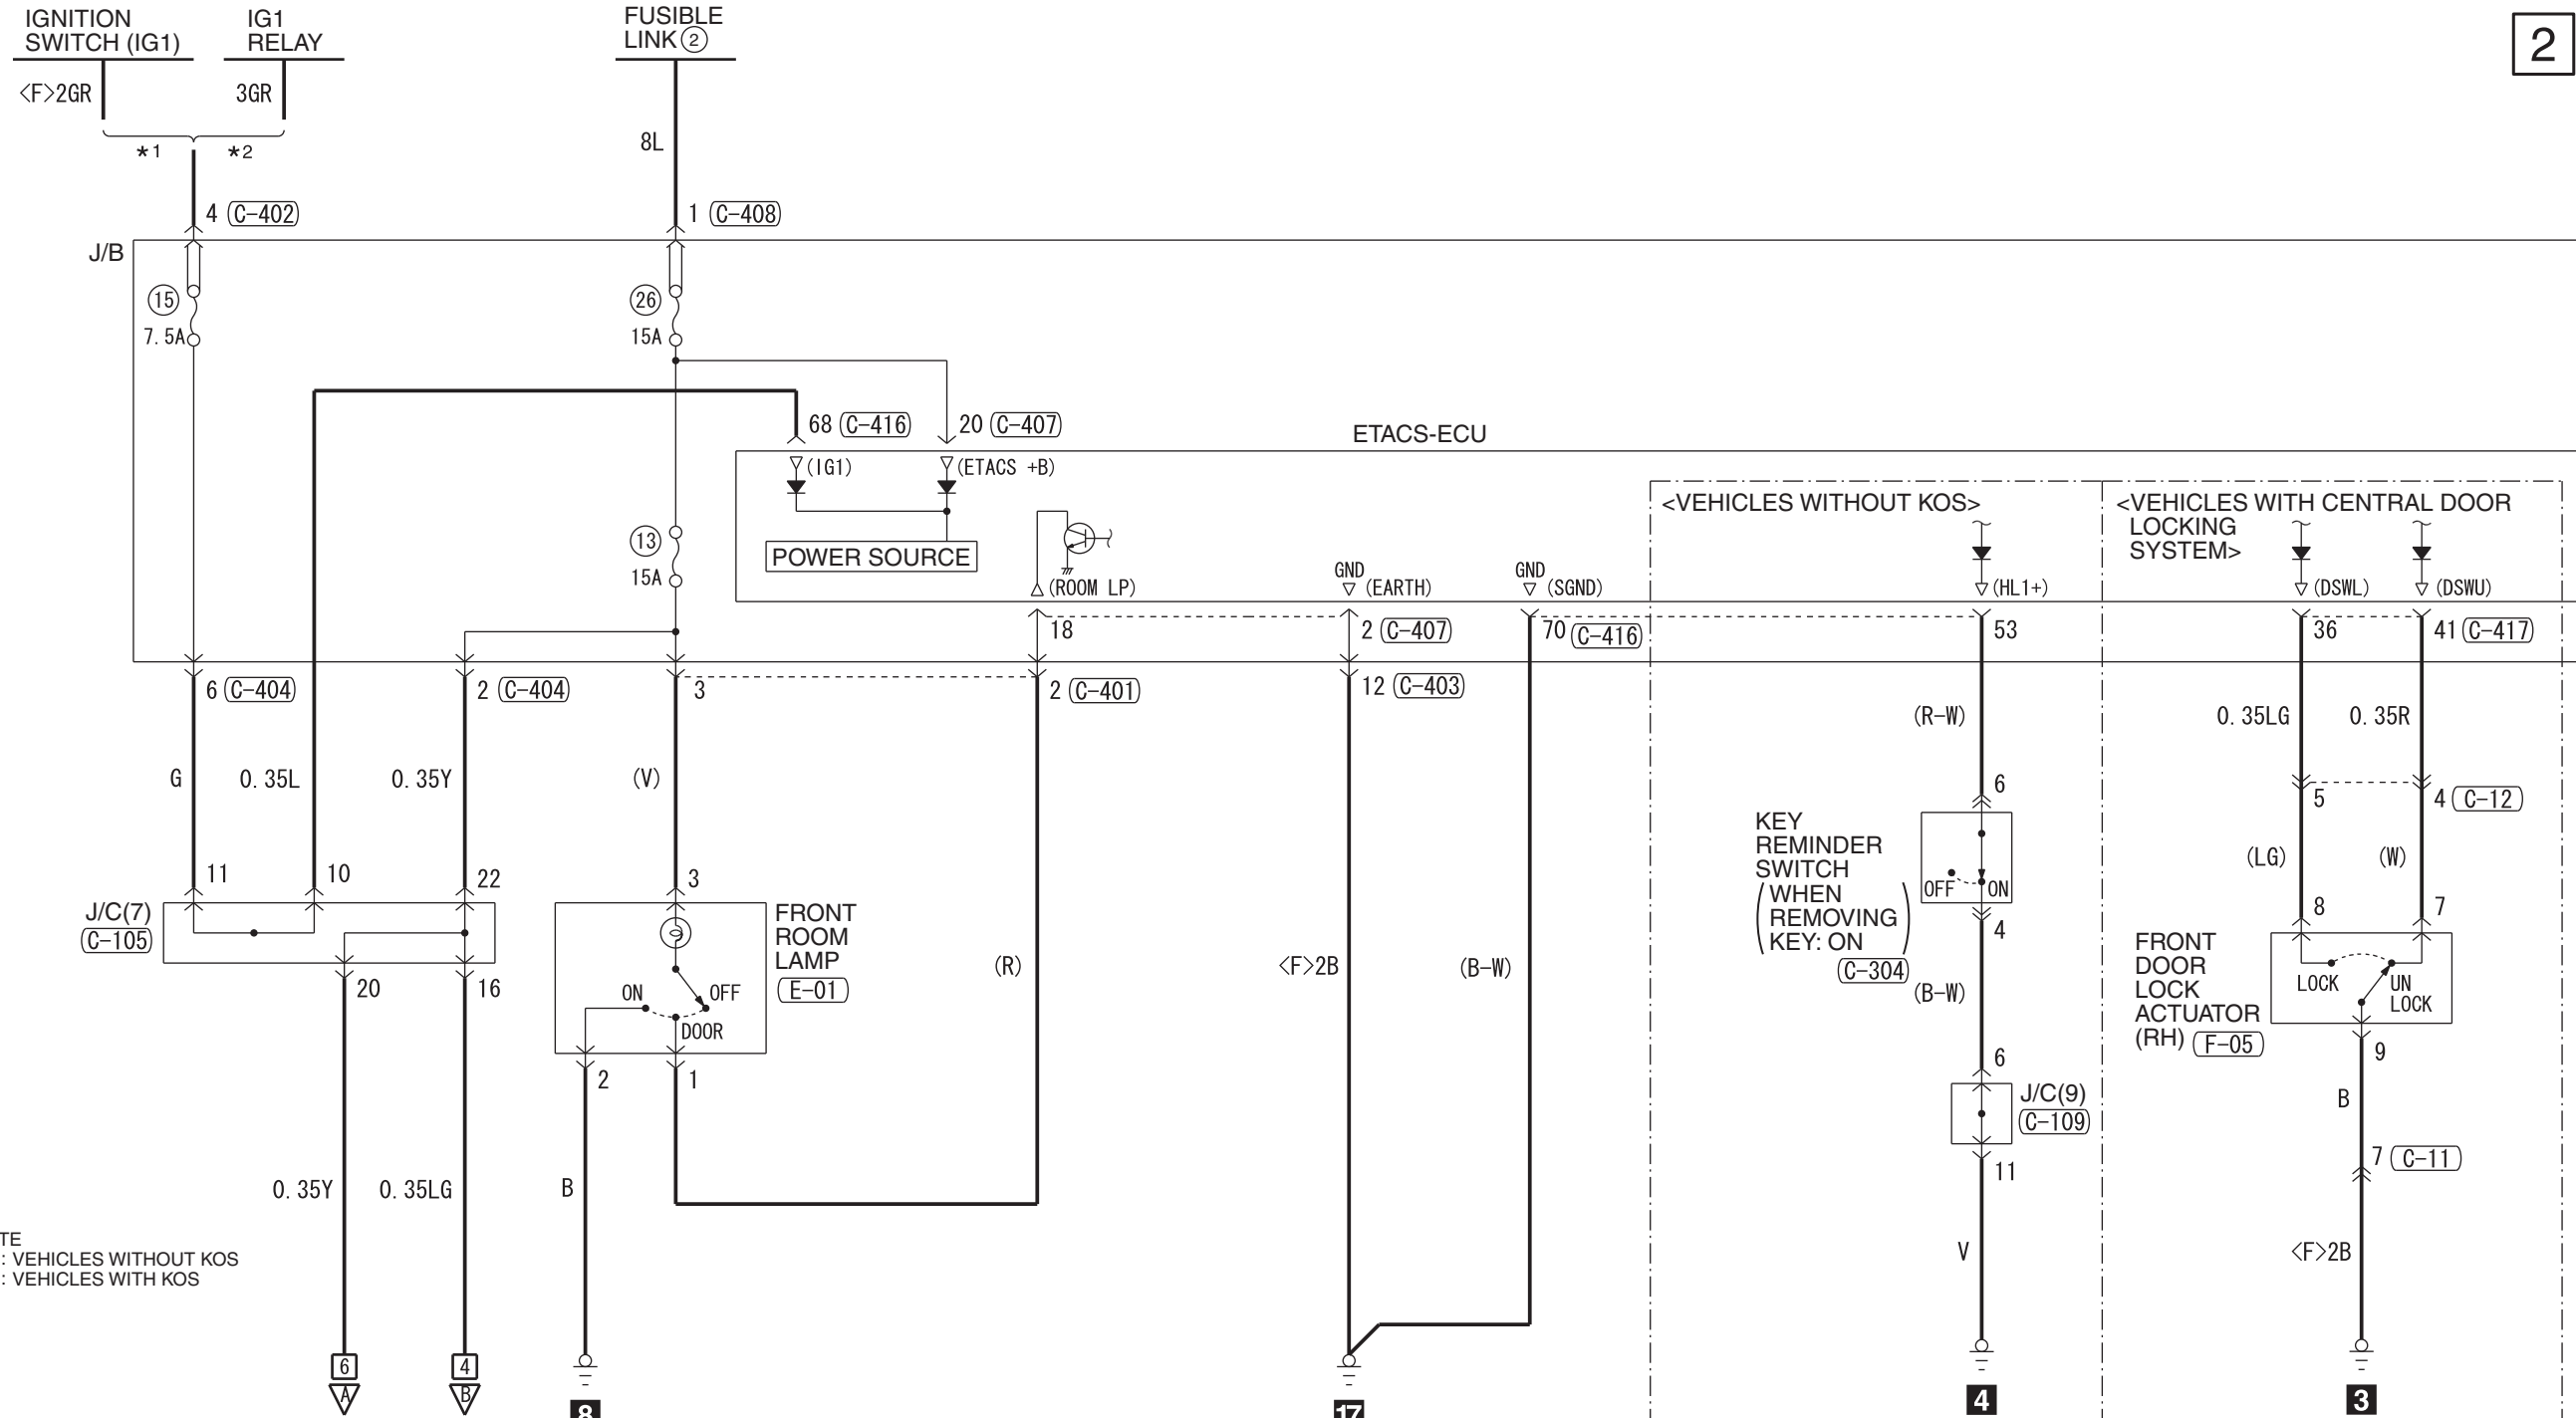 IGNITION
SWITCH (IG1)
IG1
RELAY
FUSIBLE
LINK ②
2
<F>2GR
3GR
8L
*1
*2
4 C-402
1 C-408
J/B
15
7.5A
26
15A
68 C-416
20 C-407
ETACS-ECU
(IG1)
(ETACS +B)
<VEHICLES WITHOUT KOS>
<VEHICLES WITH CENTRAL DOOR
LOCKING
SYSTEM>
13
15A
POWER SOURCE
(ROOM LP)
GND
(EARTH)
GND
(SGND)
(HL1+)
(DSWL)
(DSWU)
18
2 C-407
70 C-416
53
36
41 C-417
6 C-404
2 C-404
3
2 C-401
12 C-403
(R-W)
0.35LG
0.35R
G
0.35L
0.35Y
(V)
6
5
4 C-12
KEY
REMINDER
SWITCH
(WHEN
REMOVING
KEY: ON)
C-304
OFF
ON
(LG)
(W)
11
10
22
3
4
8
7
J/C(7)
C-105
FRONT
ROOM
LAMP
E-01
ON
OFF
DOOR
(R)
<F>2B
(B-W)
(B-W)
FRONT
DOOR
LOCK
ACTUATOR
(RH) F-05
LOCK
UN
LOCK
20
16
2
1
6
9
J/C(9)
C-109
B
11
7 C-11
0.35Y
0.35LG
B
V
<F>2B
TE
: VEHICLES WITHOUT KOS
: VEHICLES WITH KOS
6
A
4
B
8
17
4
3